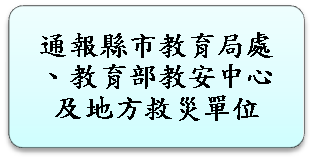 通報縣市教育局處
、教育部教安中心
及地方救災單位